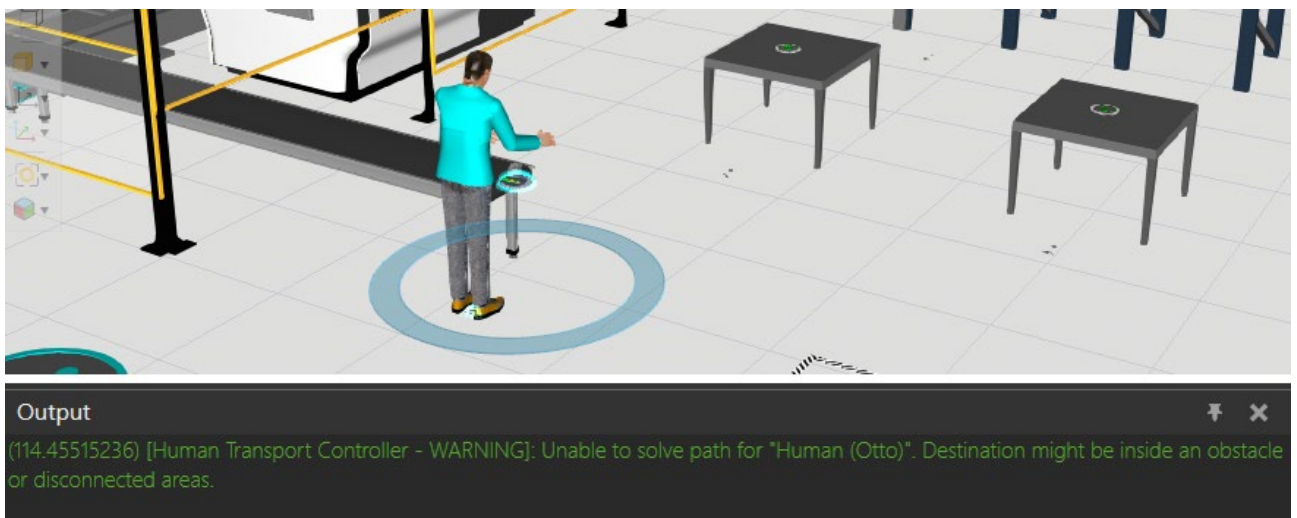 Output
(114.45515236) [Human Transport Controller - WARNING]: Unable to solve path for "Human (Otto)". Destination might be inside an obstacle
or disconnected areas.